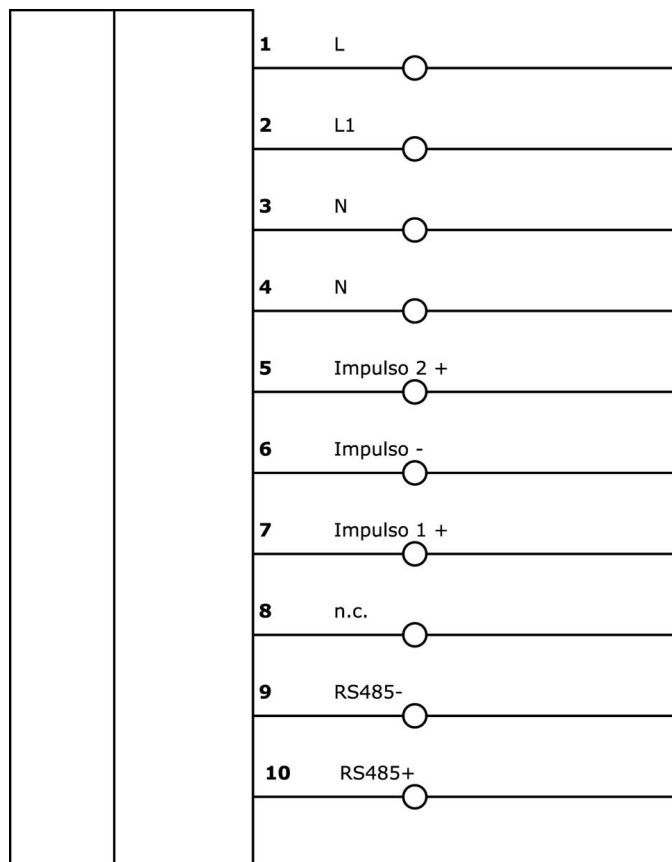 1 L
2 L1
3 N
4 N
5 Impulso 2 +
6 Impulso -
7 Impulso 1 +
8 n.c.
9 RS485-
10 RS485+